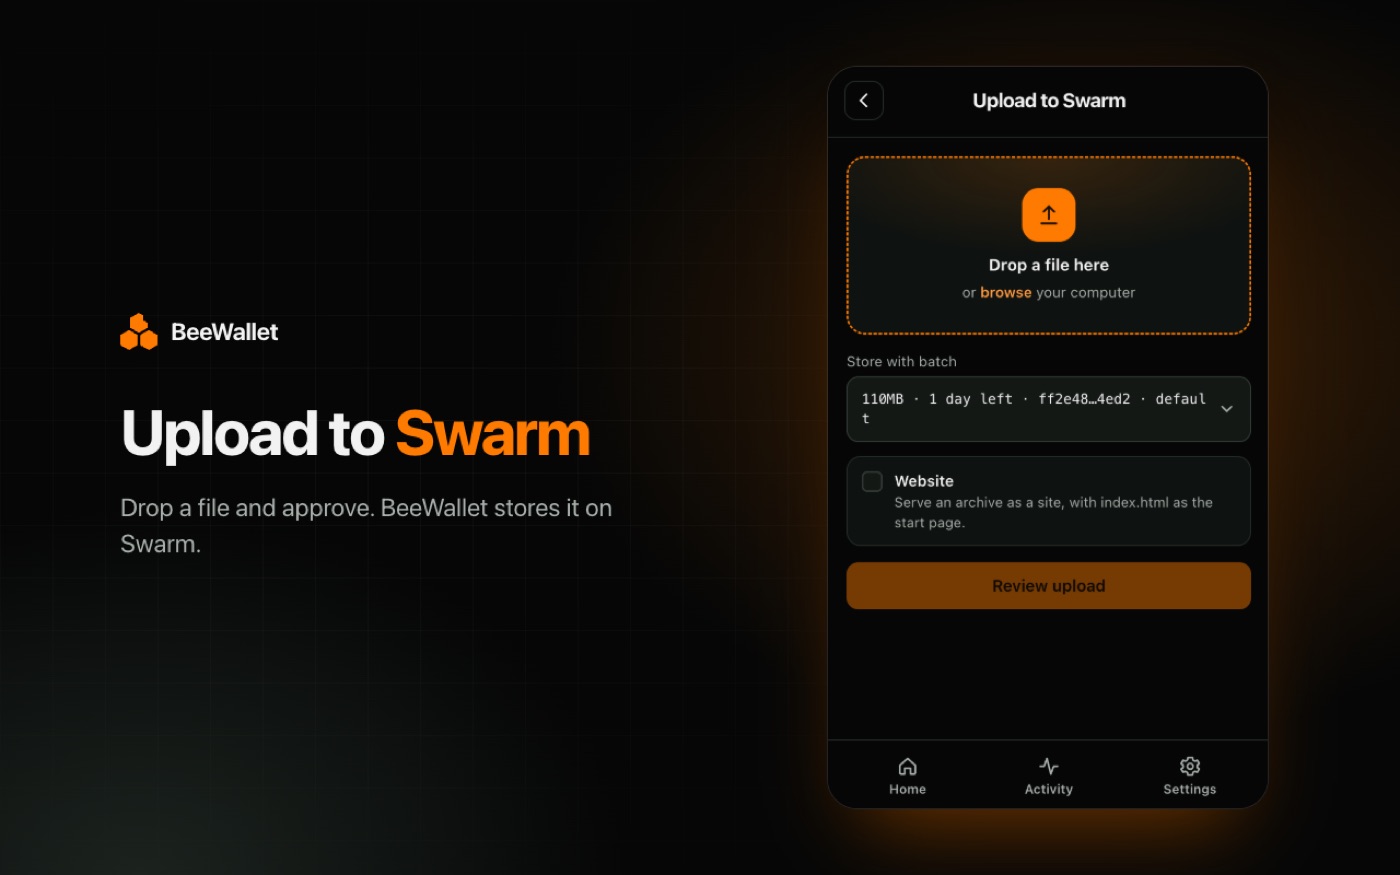 BeeWallet
Upload to Swarm
Drop a file and approve. BeeWallet stores it on
Swarm.
Upload to Swarm
Drop a file here
or browse your computer
Store with batch
110MB · 1 day left · ff2e48…4ed2 · defaul
t
Website
Serve an archive as a site, with index.html as the
start page.
Review upload
Home
Activity
Settings